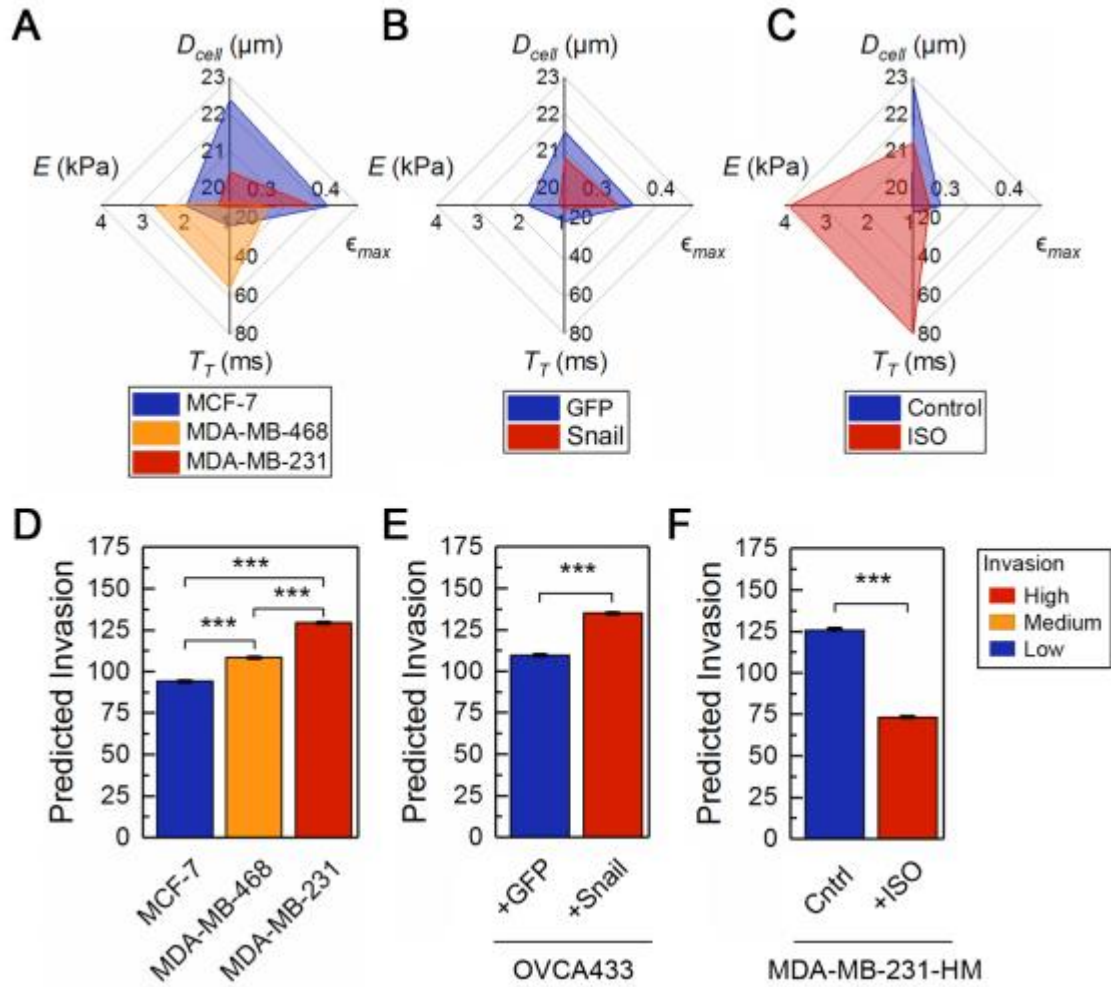 A
D_cell (µm)
23
22
21
20
E (kPa)
4
3
2
1
0.3
0.4
ϵ_max
20
40
60
80
T_T (ms)
MCF-7
MDA-MB-468
MDA-MB-231
B
D_cell (µm)
23
22
21
20
E (kPa)
4
3
2
1
0.3
0.4
ϵ_max
20
40
60
80
T_T (ms)
GFP
Snail
C
D_cell (µm)
23
22
21
20
E (kPa)
4
3
2
1
0.3
0.4
ϵ_max
20
40
60
80
T_T (ms)
Control
ISO
D
Predicted Invasion
175
150
125
100
75
50
25
0
***
***
***
MCF-7
MDA-MB-468
MDA-MB-231
E
Predicted Invasion
175
150
125
100
75
50
25
0
***
+GFP
+Snail
OVCA433
F
Predicted Invasion
175
150
125
100
75
50
25
0
***
Cntrl
+ISO
MDA-MB-231-HM
Invasion
High
Medium
Low